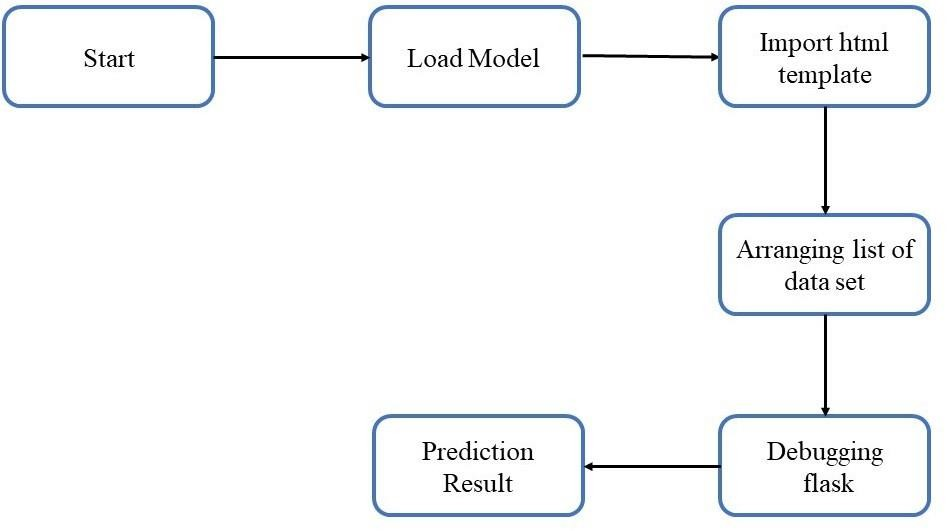 Start
Load Model
Import html
template
Arranging list of
data set
Debugging
flask
Prediction
Result